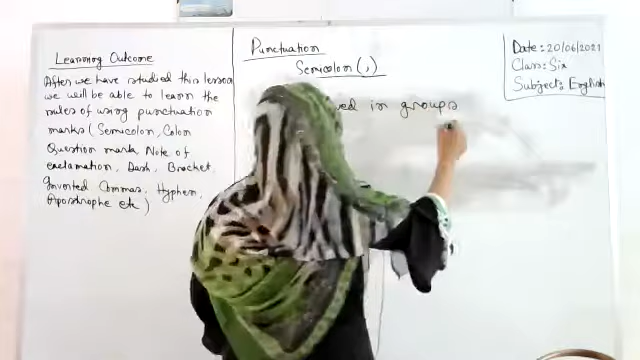 Learning Outcome
After we have studied this lesson
we will be able to learn the
rules of using punctuation
marks (Semicolon, Colon
Question mark, Note of
exclamation, Dash, Bracket,
Inverted Commas, Hyphen,
Apostrophe etc)
Punctuation
Semicolon (;)
ved in groups
Date: 20/06/2021
Class: Six
Subject: English